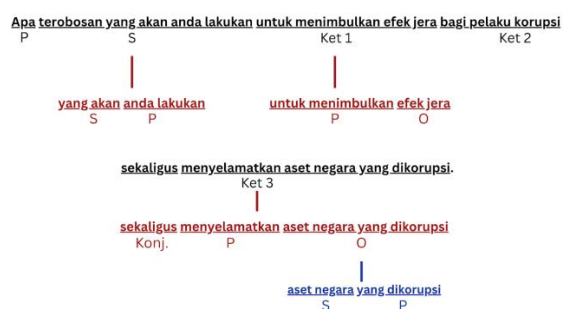 Apa terobosan yang akan anda lakukan untuk menimbulkan efek jera bagi pelaku korupsi
P S Ket 1 Ket 2
yang akan anda lakukan untuk menimbulkan efek jera
S P P O
sekaligus menyelamatkan aset negara yang dikorupsi.
Ket 3
sekaligus menyelamatkan aset negara yang dikorupsi
Konj. P O
aset negara yang dikorupsi
S P